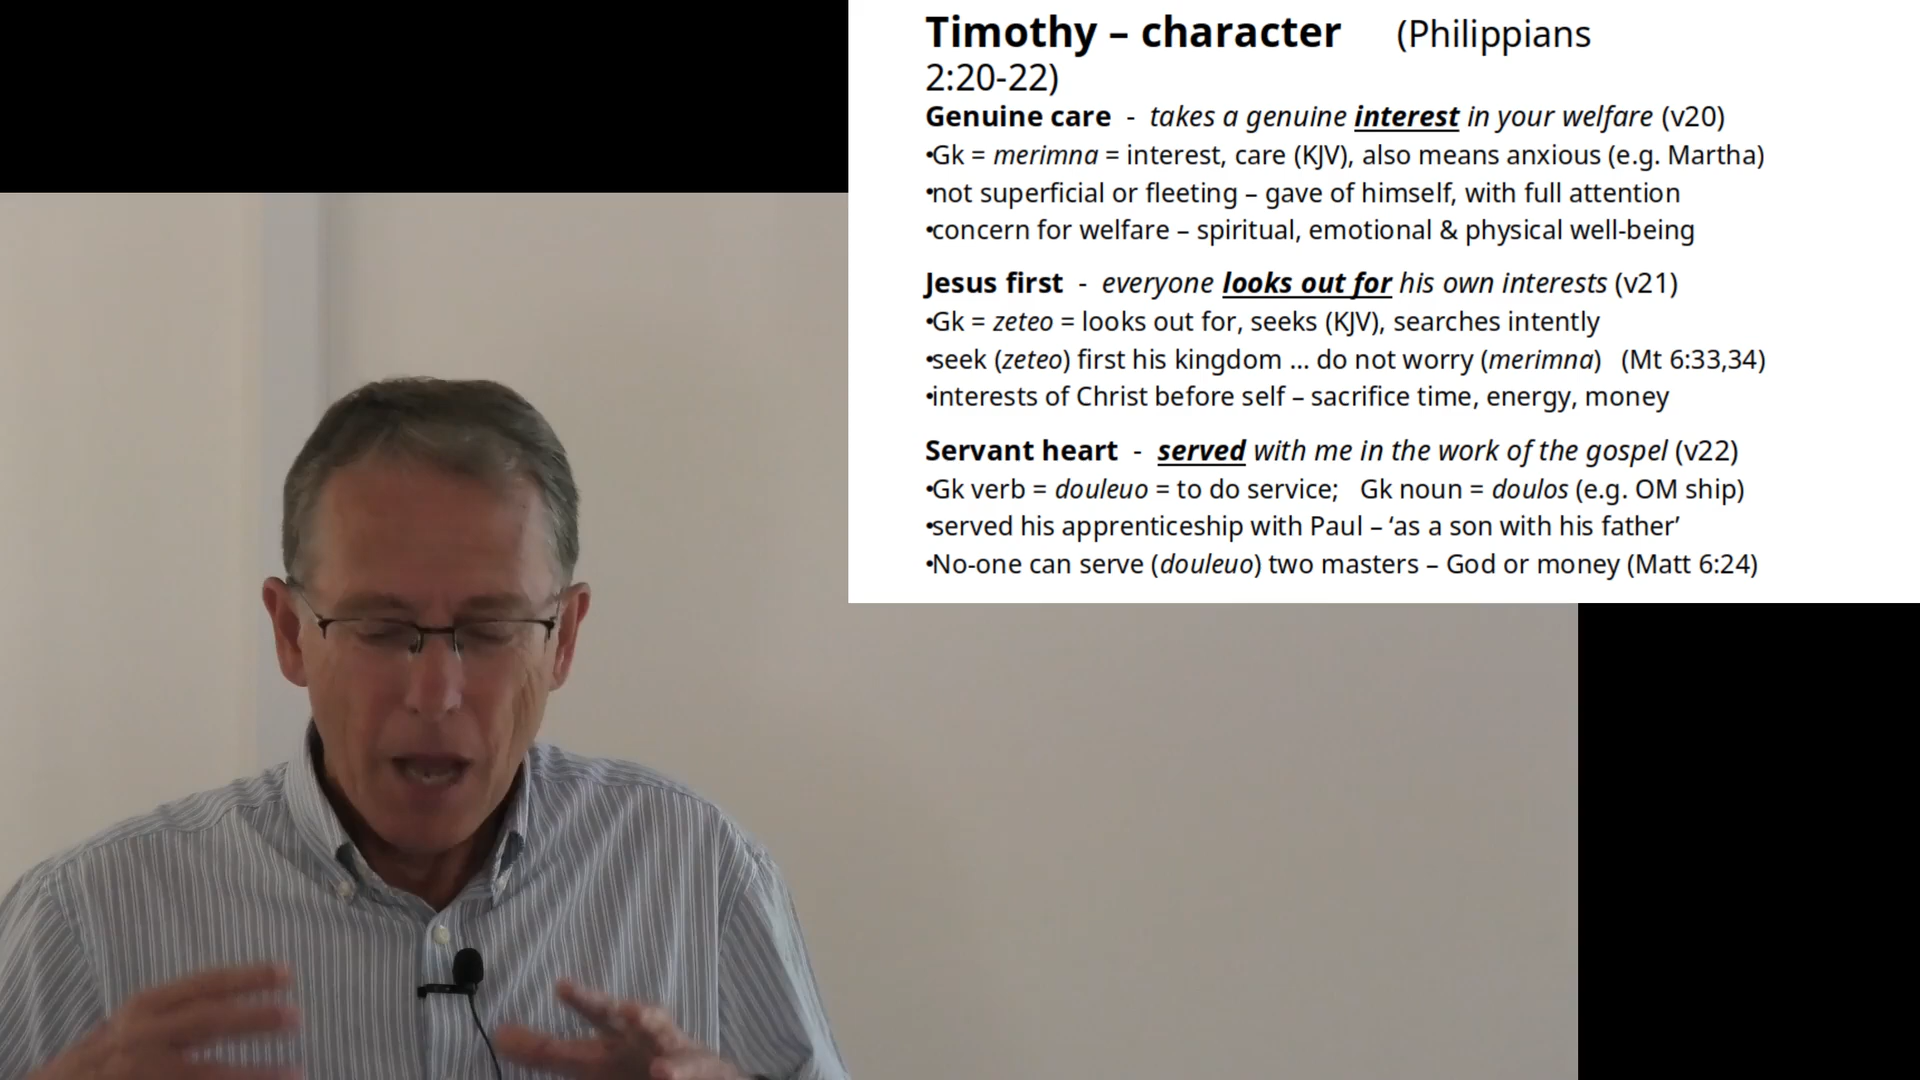 Timothy – character (Philippians
2:20-22)
Genuine care - takes a genuine interest in your welfare (v20)
•Gk = merimna = interest, care (KJV), also means anxious (e.g. Martha)
•not superficial or fleeting – gave of himself, with full attention
•concern for welfare – spiritual, emotional & physical well-being
Jesus first - everyone looks out for his own interests (v21)
•Gk = zeteo = looks out for, seeks (KJV), searches intently
•seek (zeteo) first his kingdom ... do not worry (merimna) (Mt 6:33,34)
•interests of Christ before self – sacrifice time, energy, money
Servant heart - served with me in the work of the gospel (v22)
•Gk verb = douleuo = to do service; Gk noun = doulos (e.g. OM ship)
•served his apprenticeship with Paul – ‘as a son with his father’
•No-one can serve (douleuo) two masters – God or money (Matt 6:24)